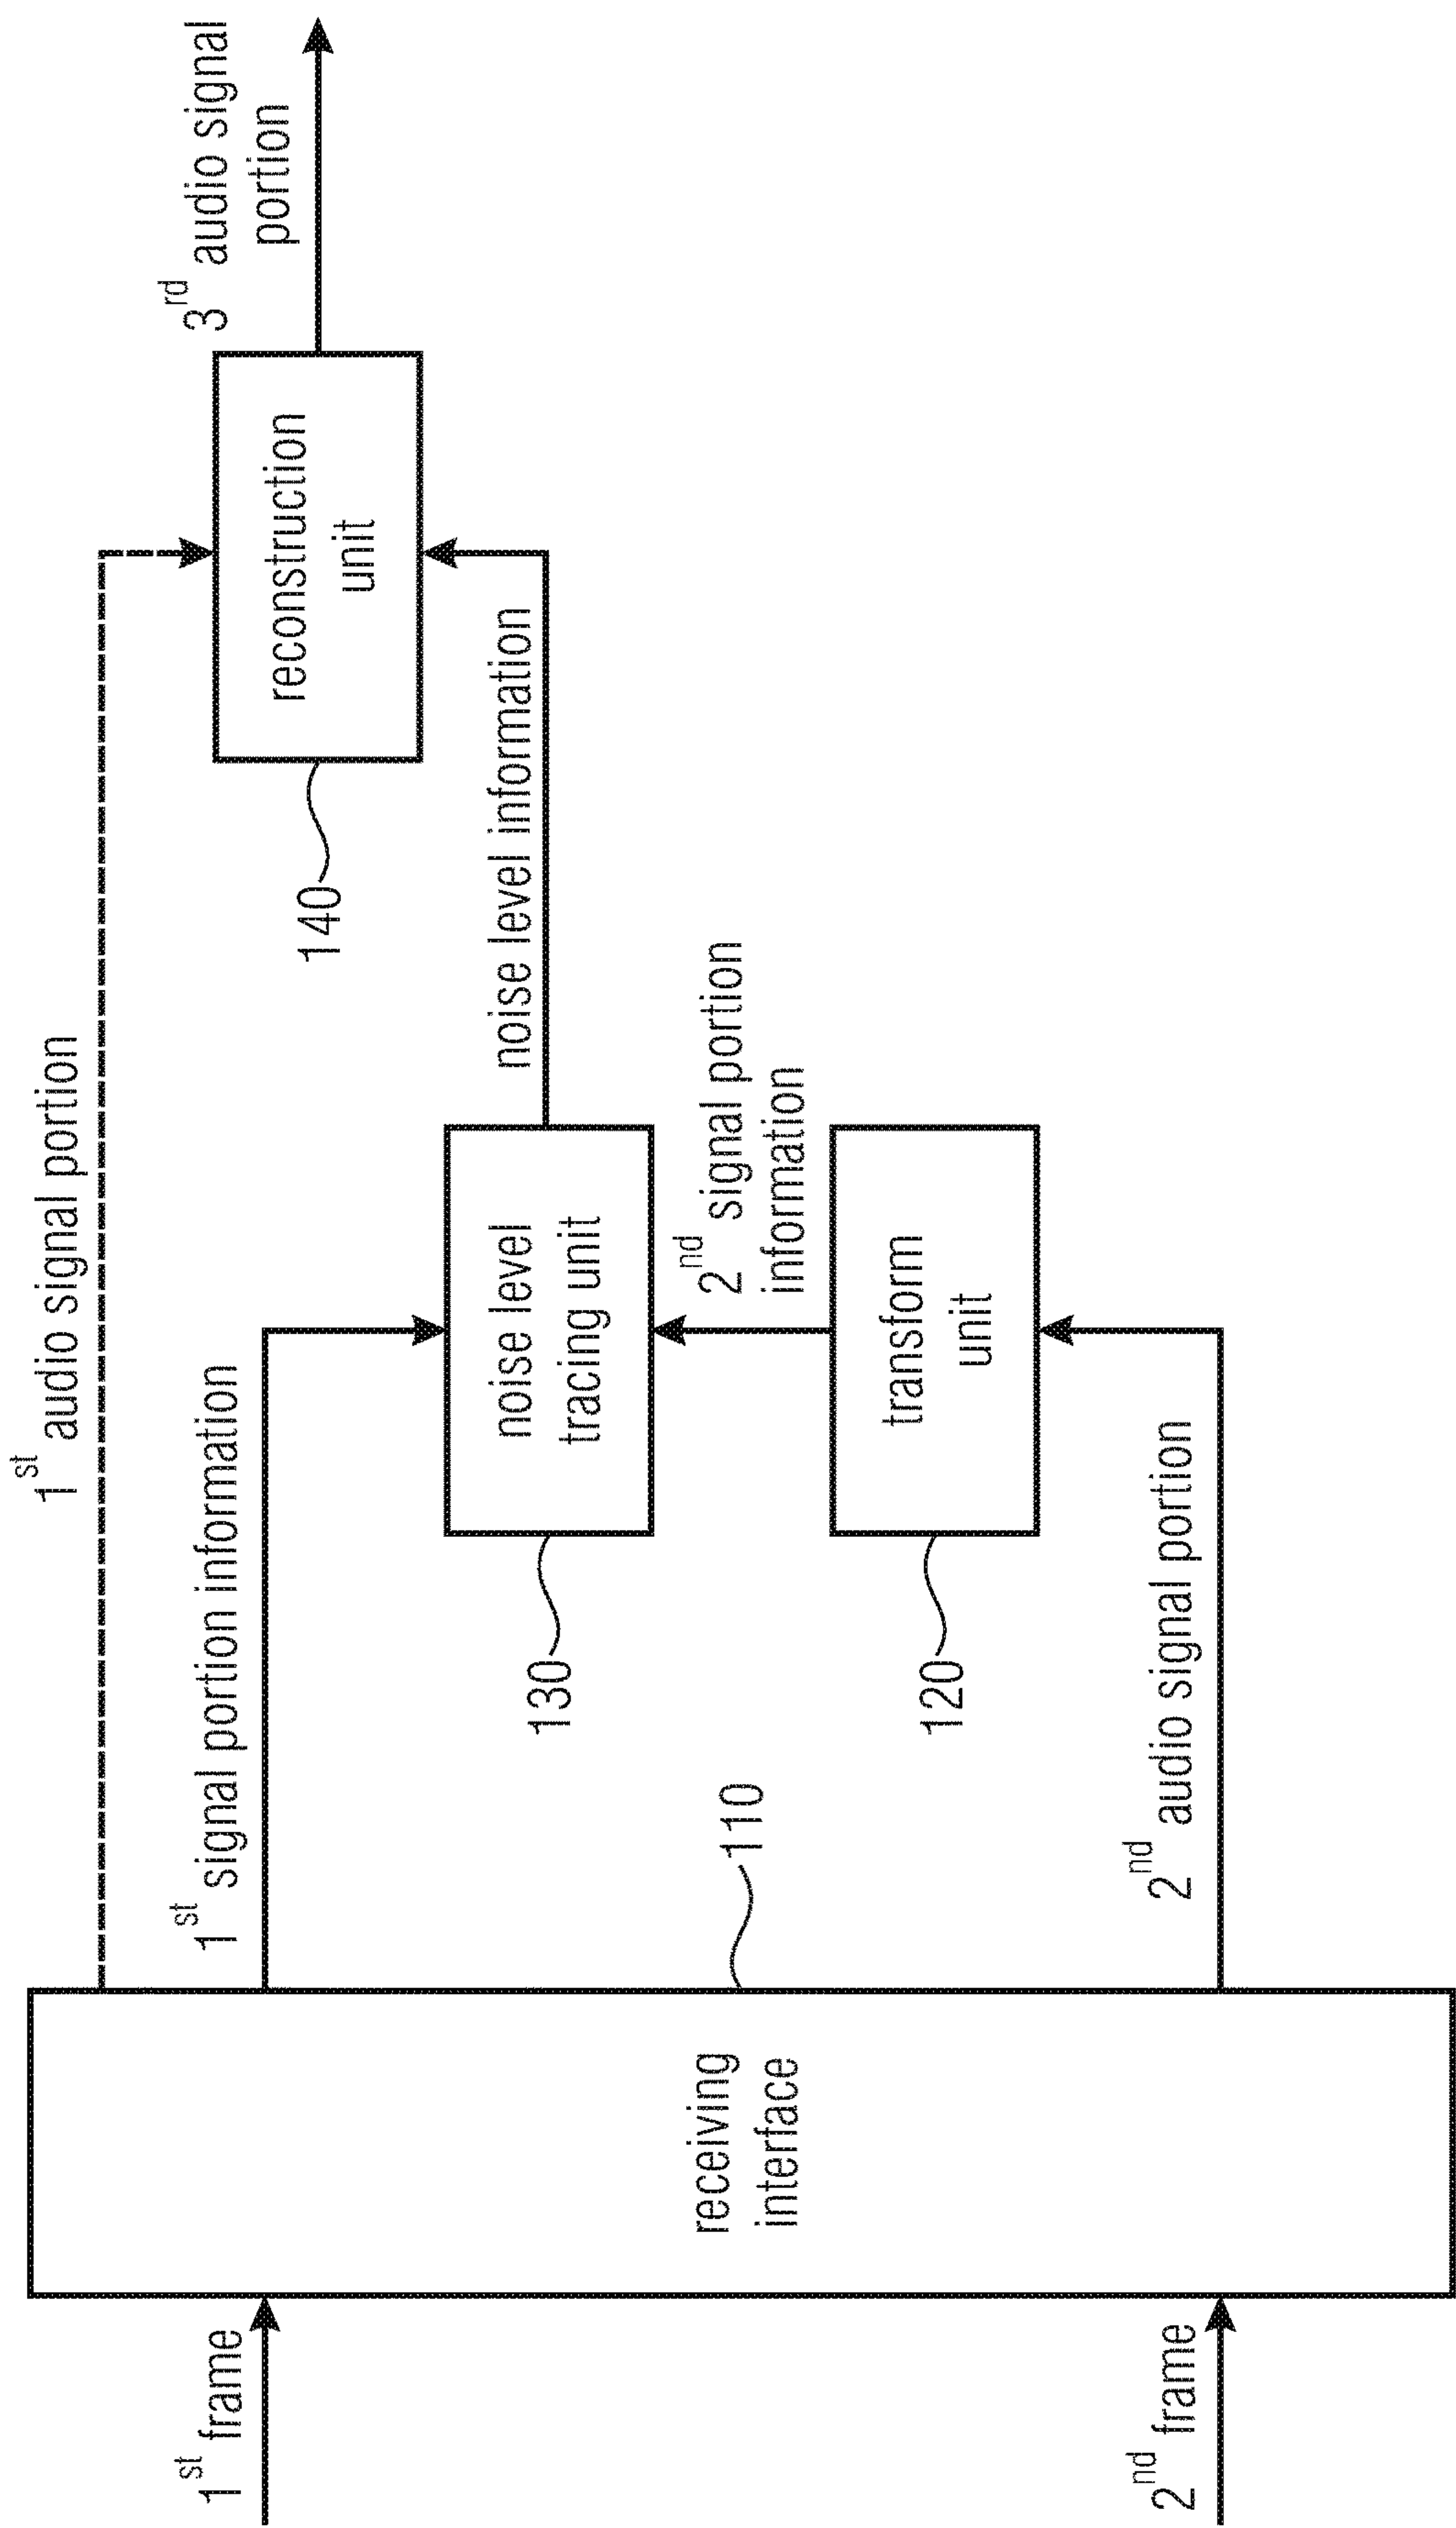 1st frame
2nd frame
receiving
interface
110
1st audio signal portion
1st signal portion information
2nd audio signal portion
130
120
noise level
tracing unit
transform
unit
2nd signal portion
information
noise level information
140
reconstruction
unit
3rd audio signal
portion